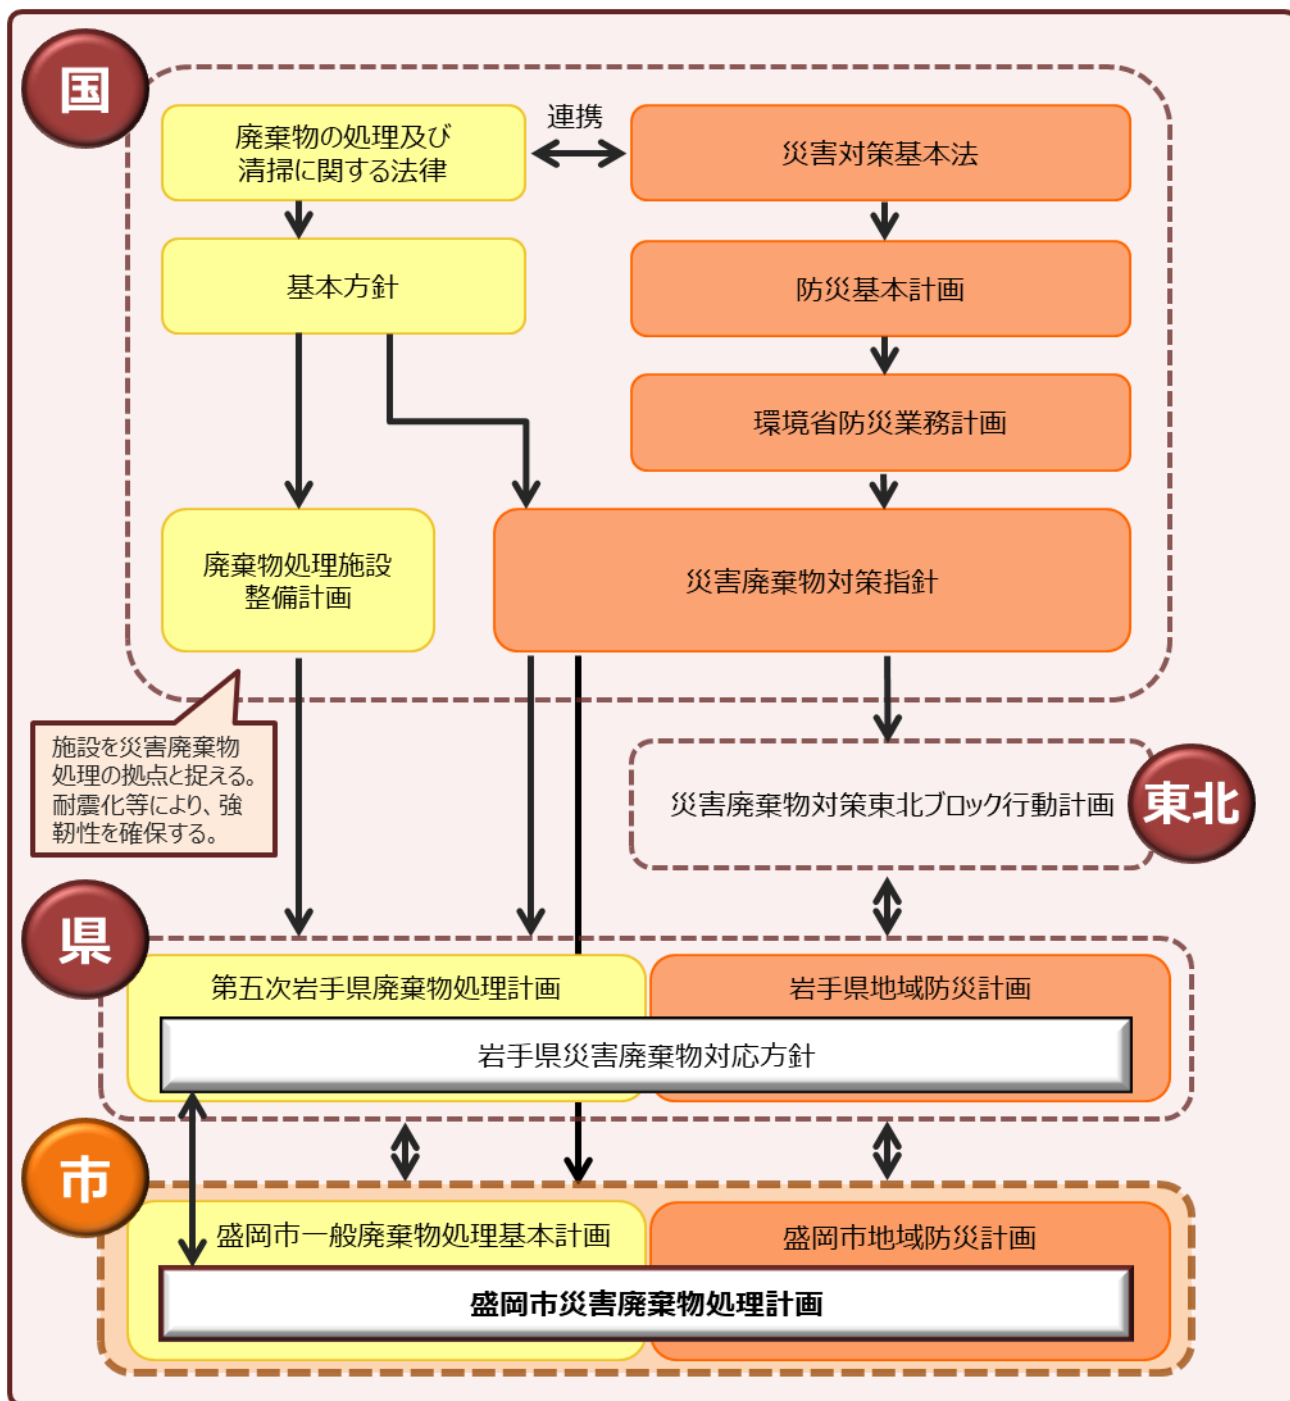 国
廃棄物の処理及び
清掃に関する法律
連携
災害対策基本法
基本方針
防災基本計画
環境省防災業務計画
廃棄物処理施設
整備計画
災害廃棄物対策指針
施設を災害廃棄物
処理の拠点と捉える。
耐震化等により、強
靭性を確保する。
災害廃棄物対策東北ブロック行動計画
東北
県
第五次岩手県廃棄物処理計画
岩手県地域防災計画
岩手県災害廃棄物対応方針
市
盛岡市一般廃棄物処理基本計画
盛岡市地域防災計画
盛岡市災害廃棄物処理計画